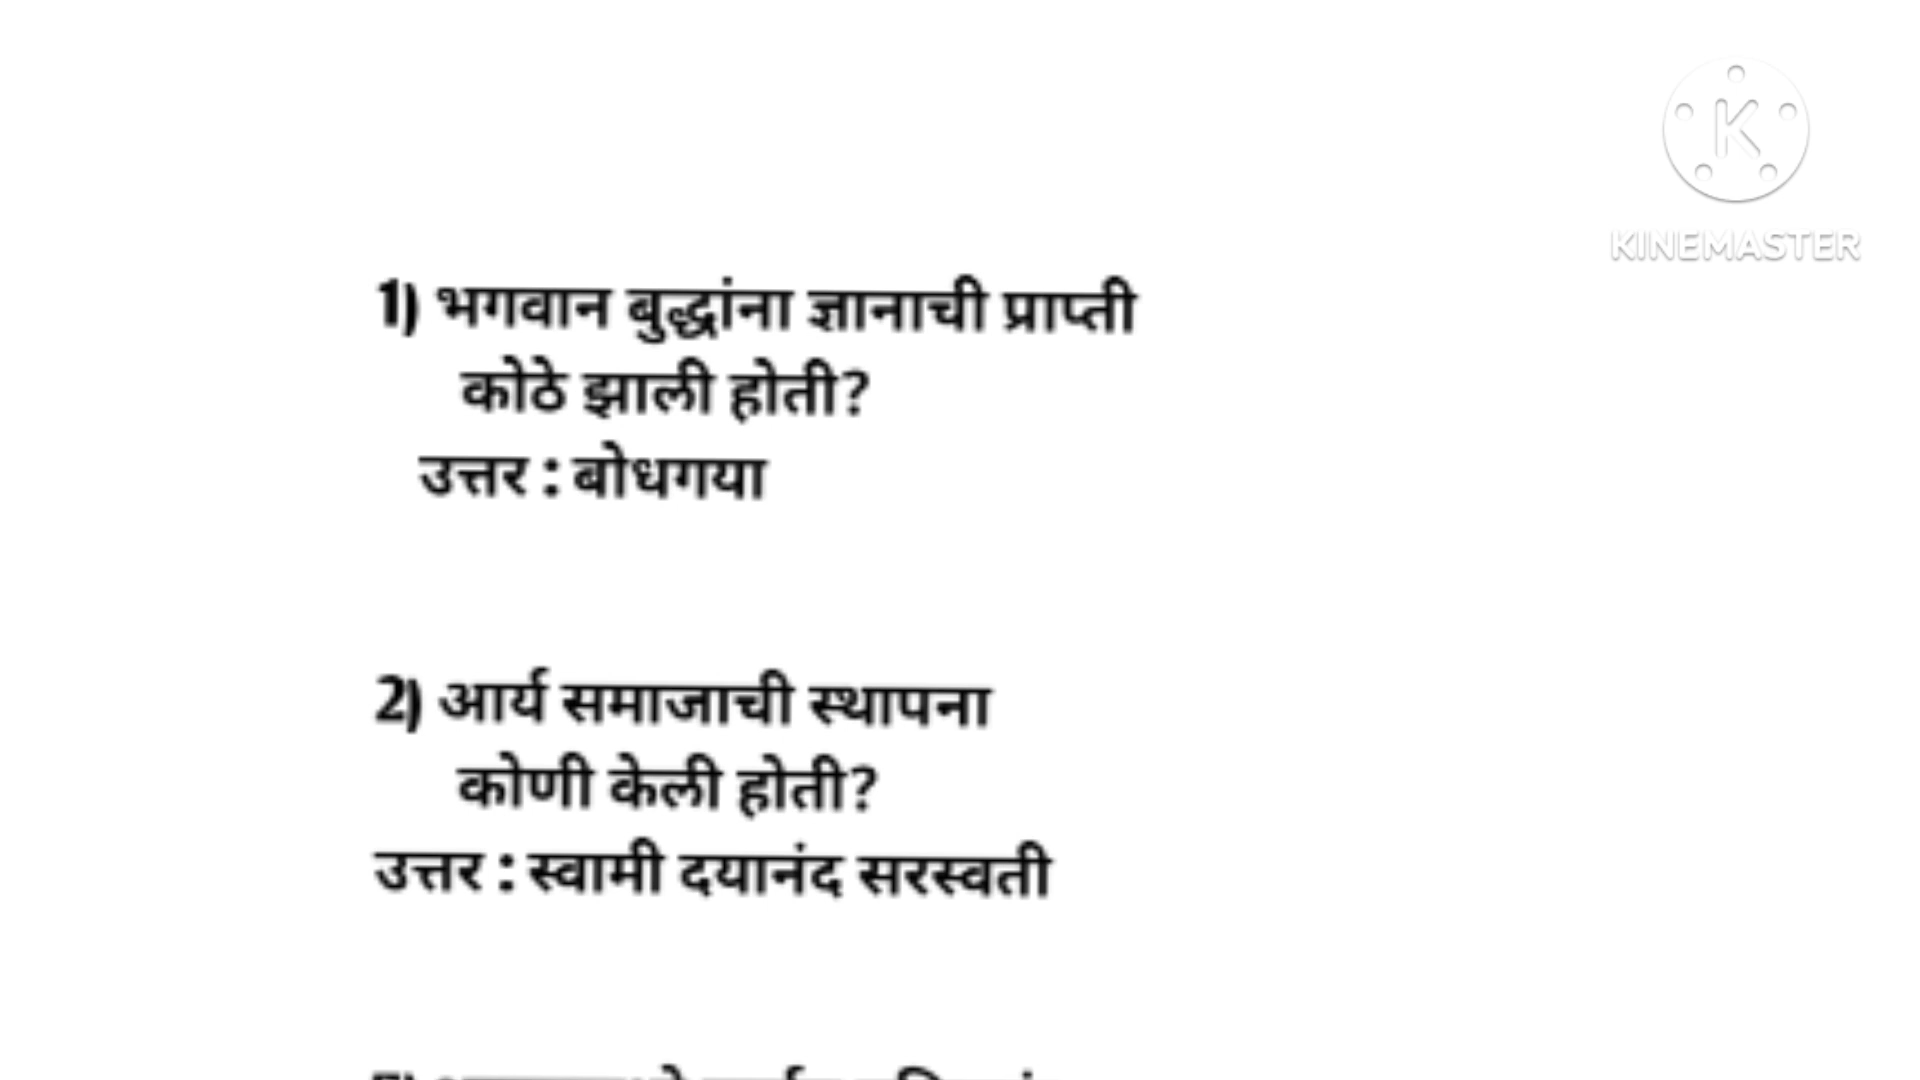 KINEMASTER
1) भगवान बुद्धांना ज्ञानाची प्राप्ती
कोठे झाली होती?
उत्तर : बोधगया
2) आर्य समाजाची स्थापना
कोणी केली होती?
उत्तर : स्वामी दयानंद सरस्वती